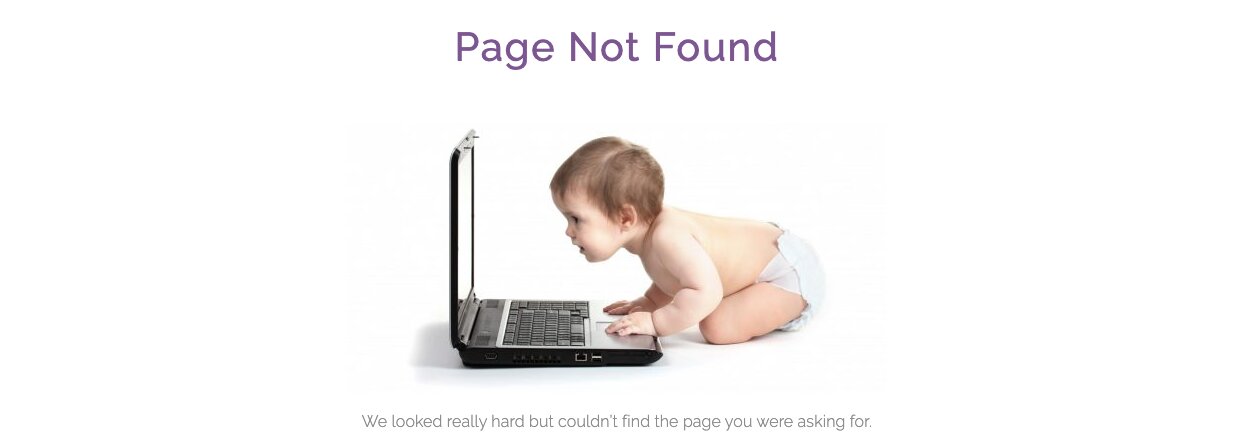 Page Not Found
We looked really hard but couldn't find the page you were asking for.